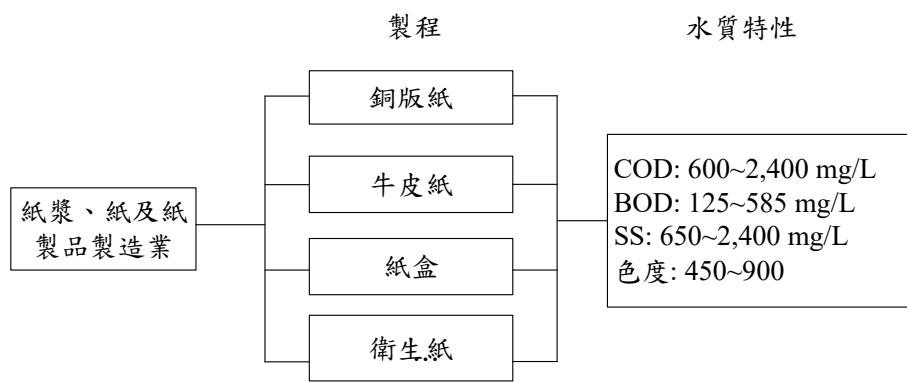 製程
水質特性
銅版紙
牛皮紙
紙漿、紙及紙
製品製造業
紙盒
衛生紙
...
COD: 600~2,400 mg/L
BOD: 125~585 mg/L
SS: 650~2,400 mg/L
色度: 450~900